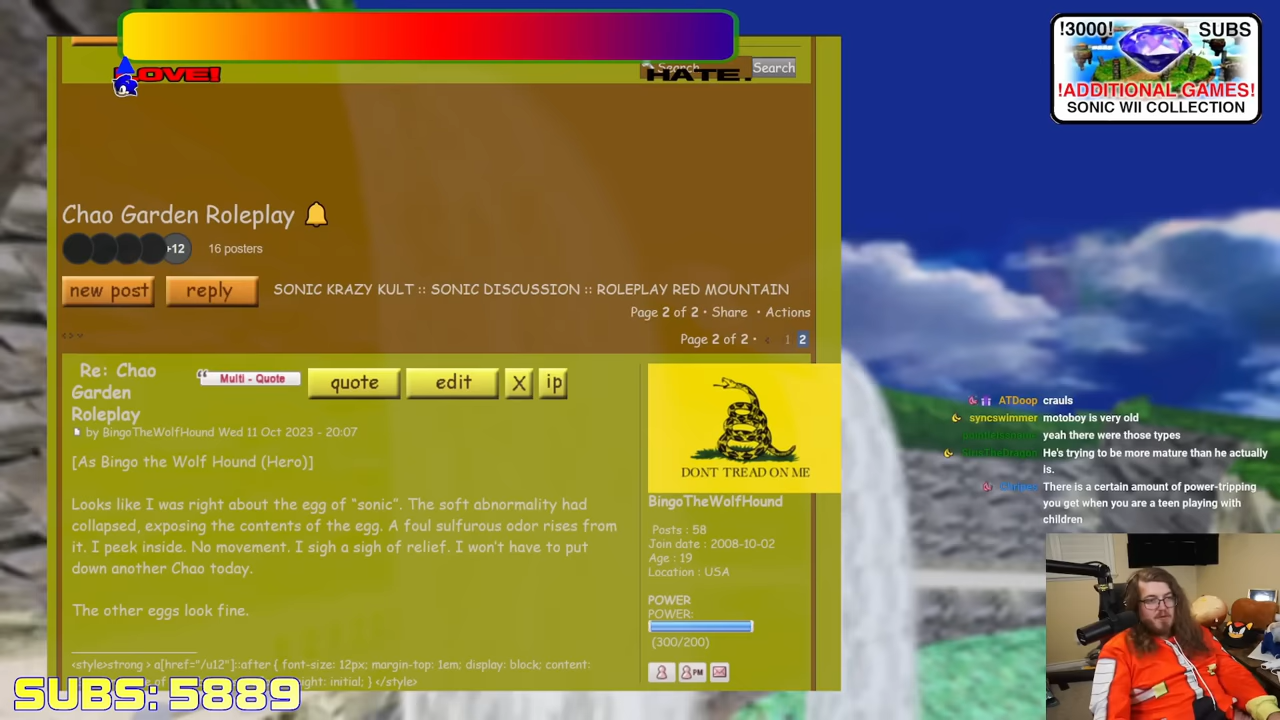 LOVE!
HATE!
Search
Search
!3000! SUBS
!ADDITIONAL GAMES!
SONIC WII COLLECTION
Chao Garden Roleplay
+12 16 posters
new post reply SONIC KRAZY KULT :: SONIC DISCUSSION :: ROLEPLAY RED MOUNTAIN
Page 2 of 2 • Share • Actions
Page 2 of 2 • 1 2
Re: Chao
Garden
Roleplay
Multi - Quote quote edit X ip
by BingoTheWolfHound Wed 11 Oct 2023 - 20:07
[As Bingo the Wolf Hound (Hero)]
Looks like I was right about the egg of "sonic". The soft abnormality had
collapsed, exposing the contents of the egg. A foul sulfurous odor rises from
it. I peek inside. No movement. I sigh a sigh of relief. I won't have to put
down another Chao today.
The other eggs look fine.
<style>strong > a[href="/u12"]::after { font-size: 12px; margin-top: 1em; display: block; content:
right: initial; } </style>
DONT TREAD ON ME
BingoTheWolfHound
Posts : 58
Join date : 2008-10-02
Age : 19
Location : USA
POWER
POWER:
(300/200)
PM
ATDoop crauls
syncswimmer motoboy is very old
yeah there were those types
He's trying to be more mature than he actually
is.
There is a certain amount of power-tripping
you get when you are a teen playing with
children
SUBS: 5889